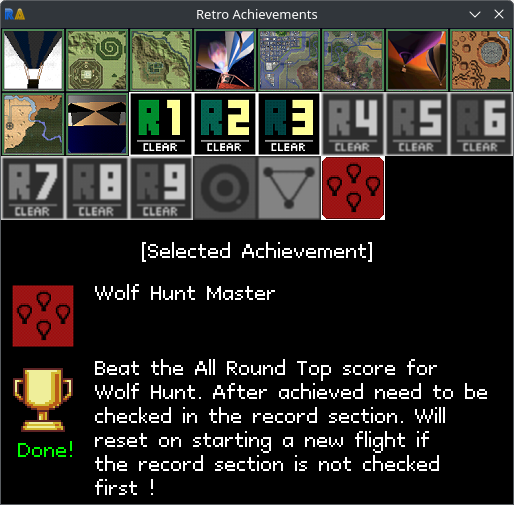 RA Retro Achievements
R1 R2 R3 R4 R5 R6
CLEAR CLEAR CLEAR CLEAR CLEAR CLEAR
R7 R8 R9
CLEAR CLEAR CLEAR
[Selected Achievement]
Wolf Hunt Master
Beat the All Round Top score for
Wolf Hunt. After achieved need to be
checked in the record section. Will
reset on starting a new flight if
the record section is not checked
first !
Done!